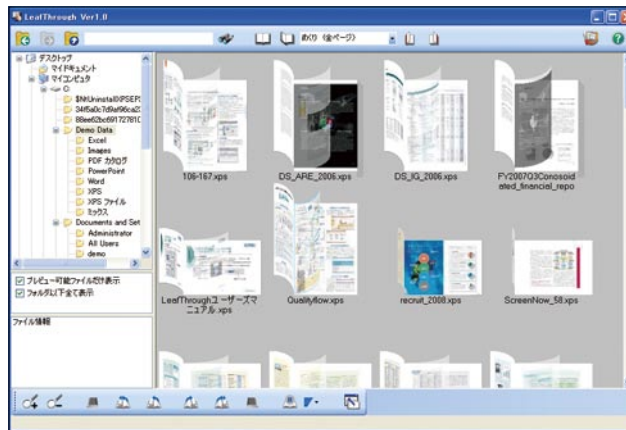 LeafThrough Ver1.0
めくり (全ページ)
デスクトップ
マイドキュメント
マイコンピュータ
C
$NtUninstallXPSEP
34f5a0c7d9af96ca2
88ee62bc691727810
Demo Data
Excel
Images
PDF カタログ
PowerPoint
Word
XPS
XPS ファイル
ミックス
Documents and Set
Administrator
All Users
demo
プレビュー可能ファイルだけ表示
フォルダ以下全て表示
ファイル情報
106-167.xps
DS_ARE_2006.xps
DS_IG_2006.xps
FY2007Q3Conosoid
ated_financial_repo
LeafThroughユーザーズマ
ニュアル.xps
Qualityflow.xps
recruit_2008.xps
ScreenNow_58.xps